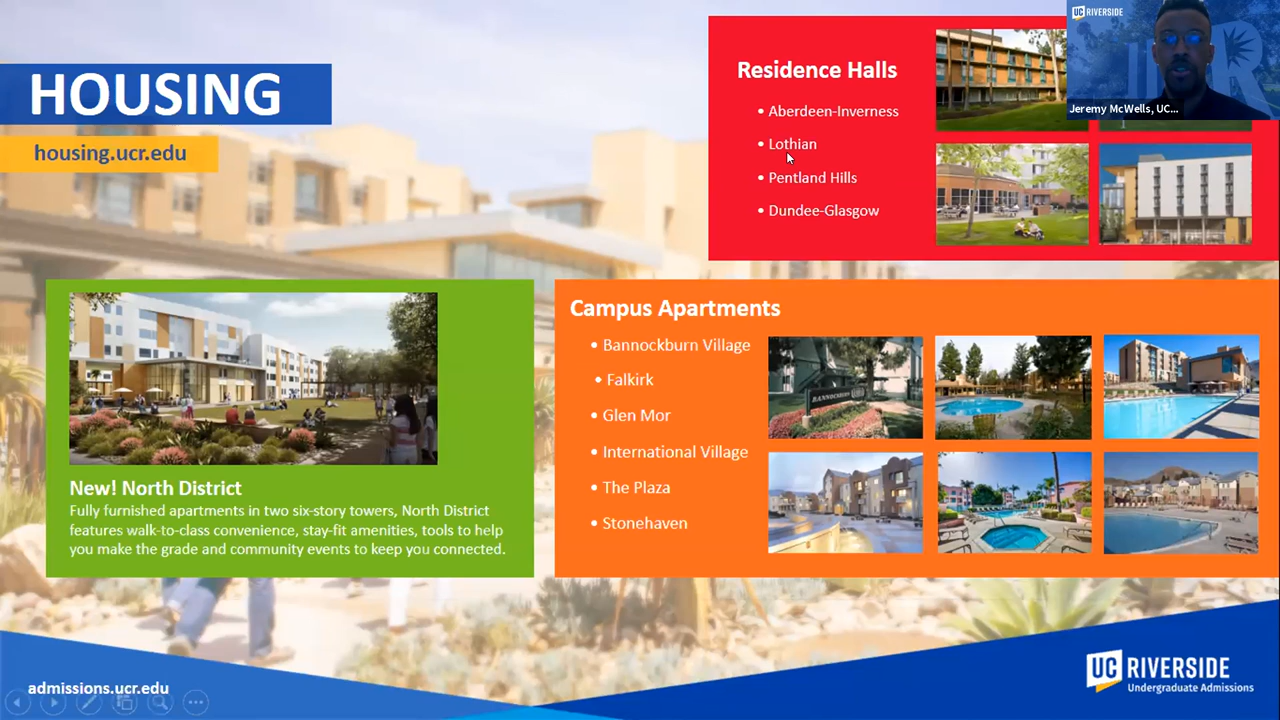 HOUSING
housing.ucr.edu
Residence Halls
• Aberdeen-Inverness
• Lothian
• Pentland Hills
• Dundee-Glasgow
UC RIVERSIDE
Jeremy McWells, UC...
New! North District
Fully furnished apartments in two six-story towers, North District
features walk-to-class convenience, stay-fit amenities, tools to help
you make the grade and community events to keep you connected.
Campus Apartments
• Bannockburn Village
• Falkirk
• Glen Mor
• International Village
• The Plaza
• Stonehaven
BANNOCKBURN
admissions.ucr.edu
UC RIVERSIDE
Undergraduate Admissions